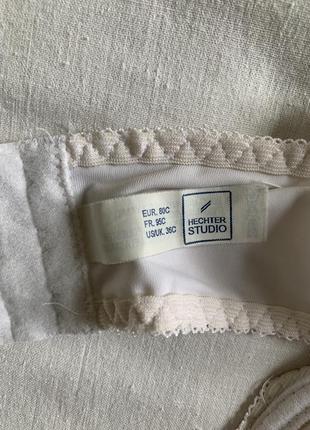 EUR. 80C
FR. 95C
US/UK. 36C
HECHTER
STUDIO